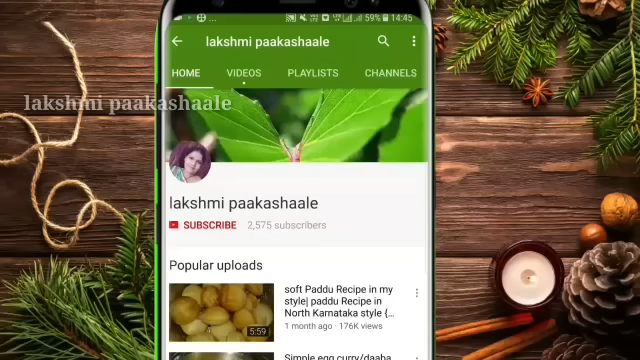 59% 14:45
lakshmi paakashaale
HOME VIDEOS PLAYLISTS CHANNELS
lakshmi paakashaale
lakshmi paakashaale
SUBSCRIBE 2,575 subscribers
Popular uploads
soft Paddu Recipe in my
style| paddu Recipe in
North Karnataka style {...
1 month ago · 176K views
5:59
Simple egg curry/daaba